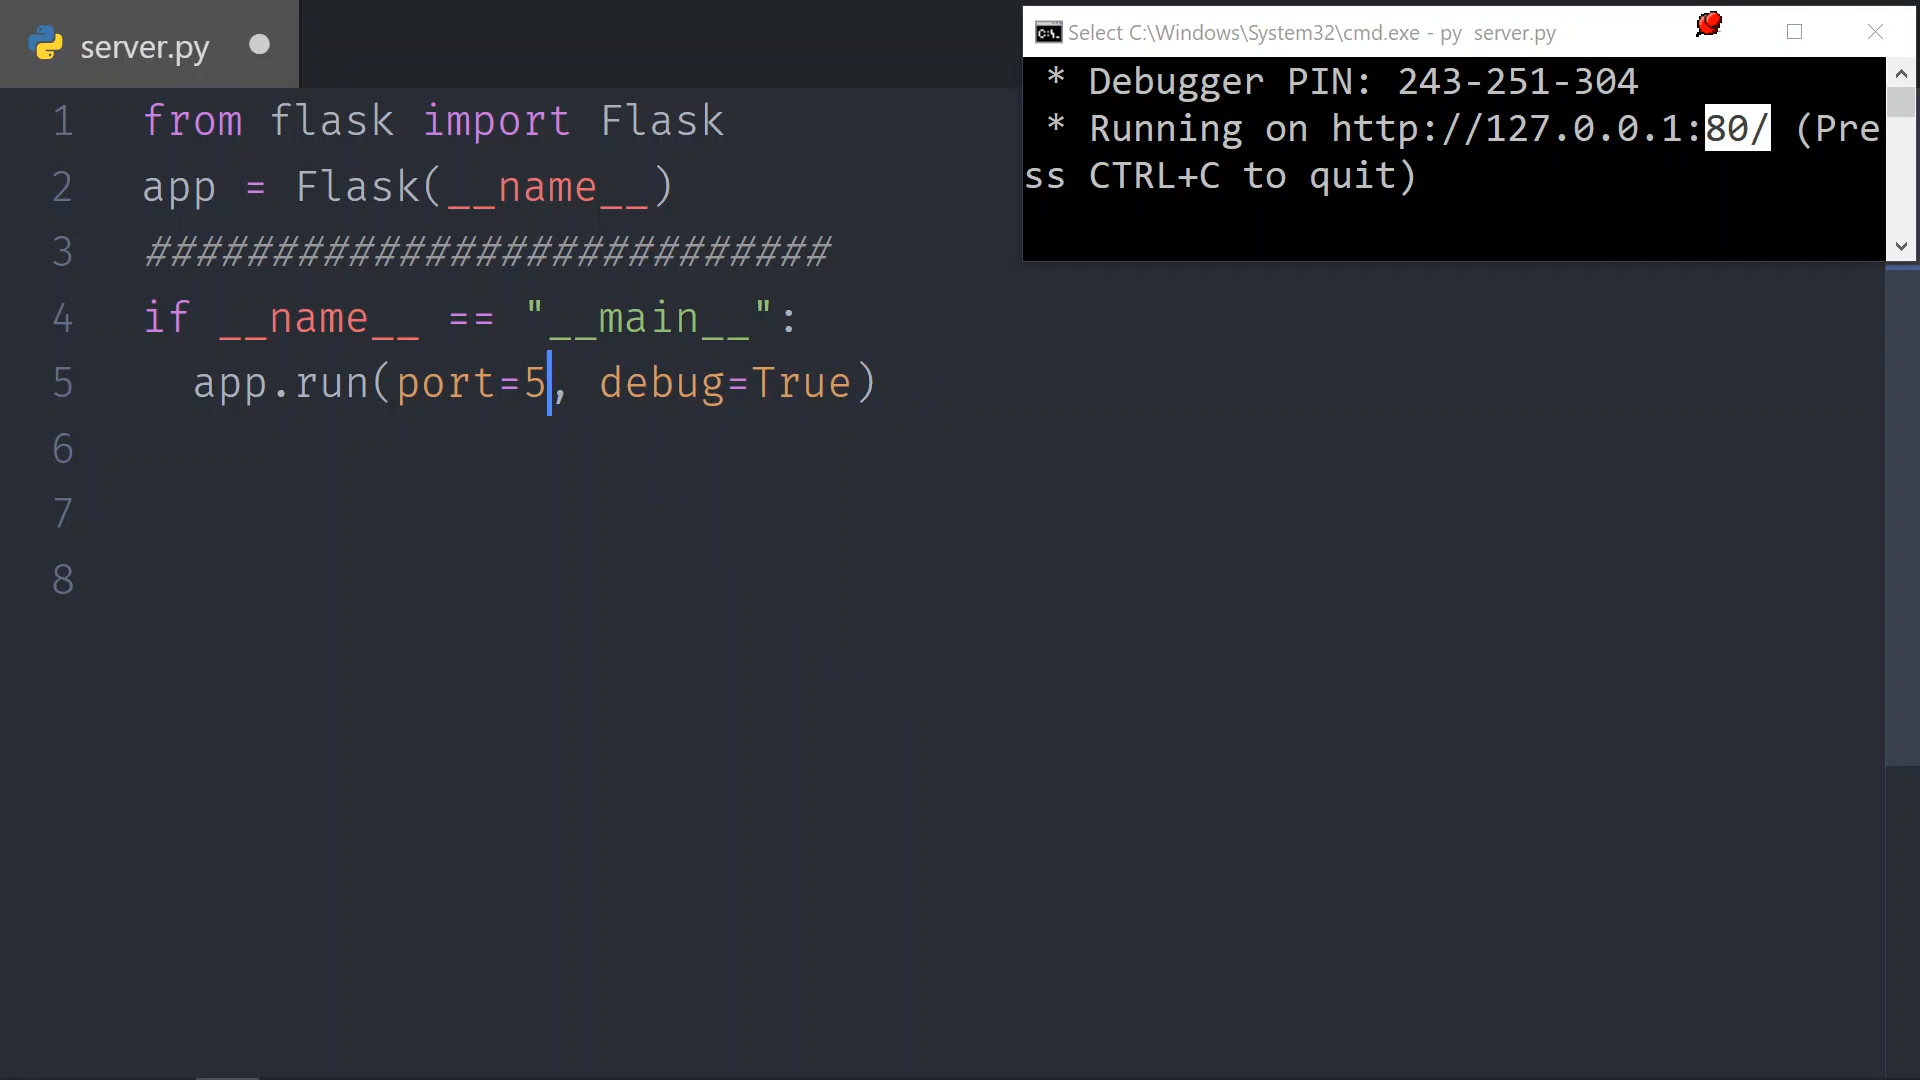 server.py
1 from flask import Flask
2 app = Flask(__name__)
3 ###########################
4 if __name__ == "__main__":
5 app.run(port=5, debug=True)
6
7
8
Select C:\Windows\System32\cmd.exe - py server.py
* Debugger PIN: 243-251-304
* Running on http://127.0.0.1:80/ (Pre
ss CTRL+C to quit)